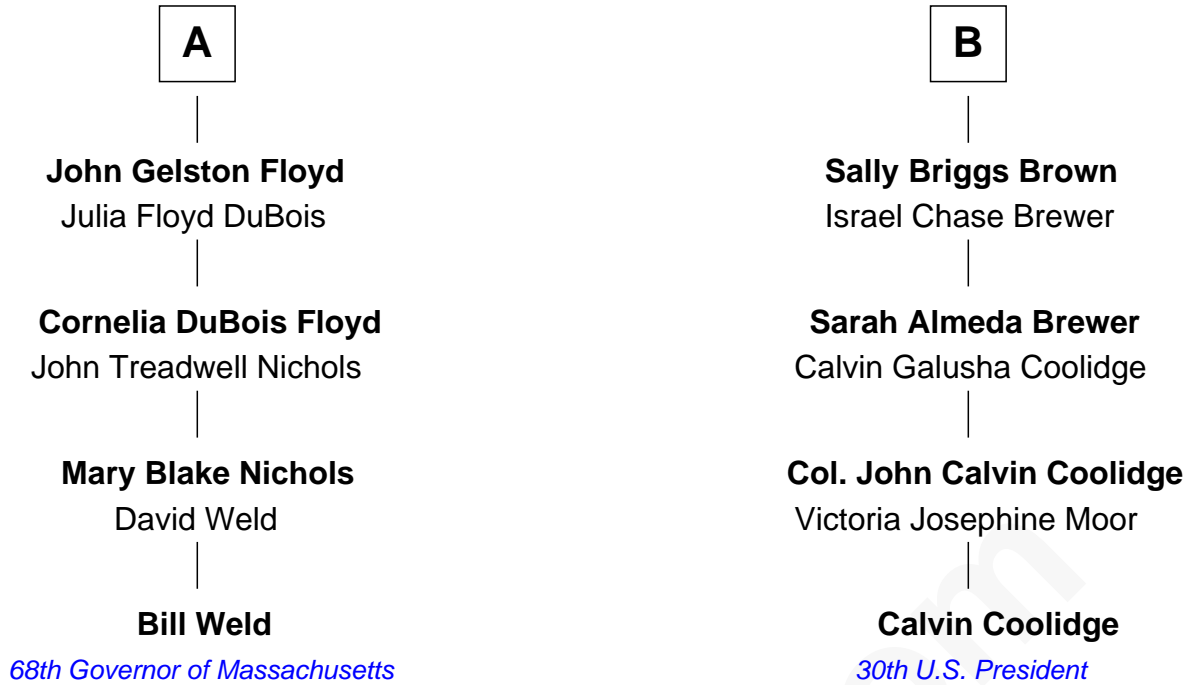 A
John Gelston Floyd
Julia Floyd DuBois
Cornelia DuBois Floyd
John Treadwell Nichols
Mary Blake Nichols
David Weld
Bill Weld
68th Governor of Massachusetts
B
Sally Briggs Brown
Israel Chase Brewer
Sarah Almeda Brewer
Calvin Galusha Coolidge
Col. John Calvin Coolidge
Victoria Josephine Moor
Calvin Coolidge
30th U.S. President